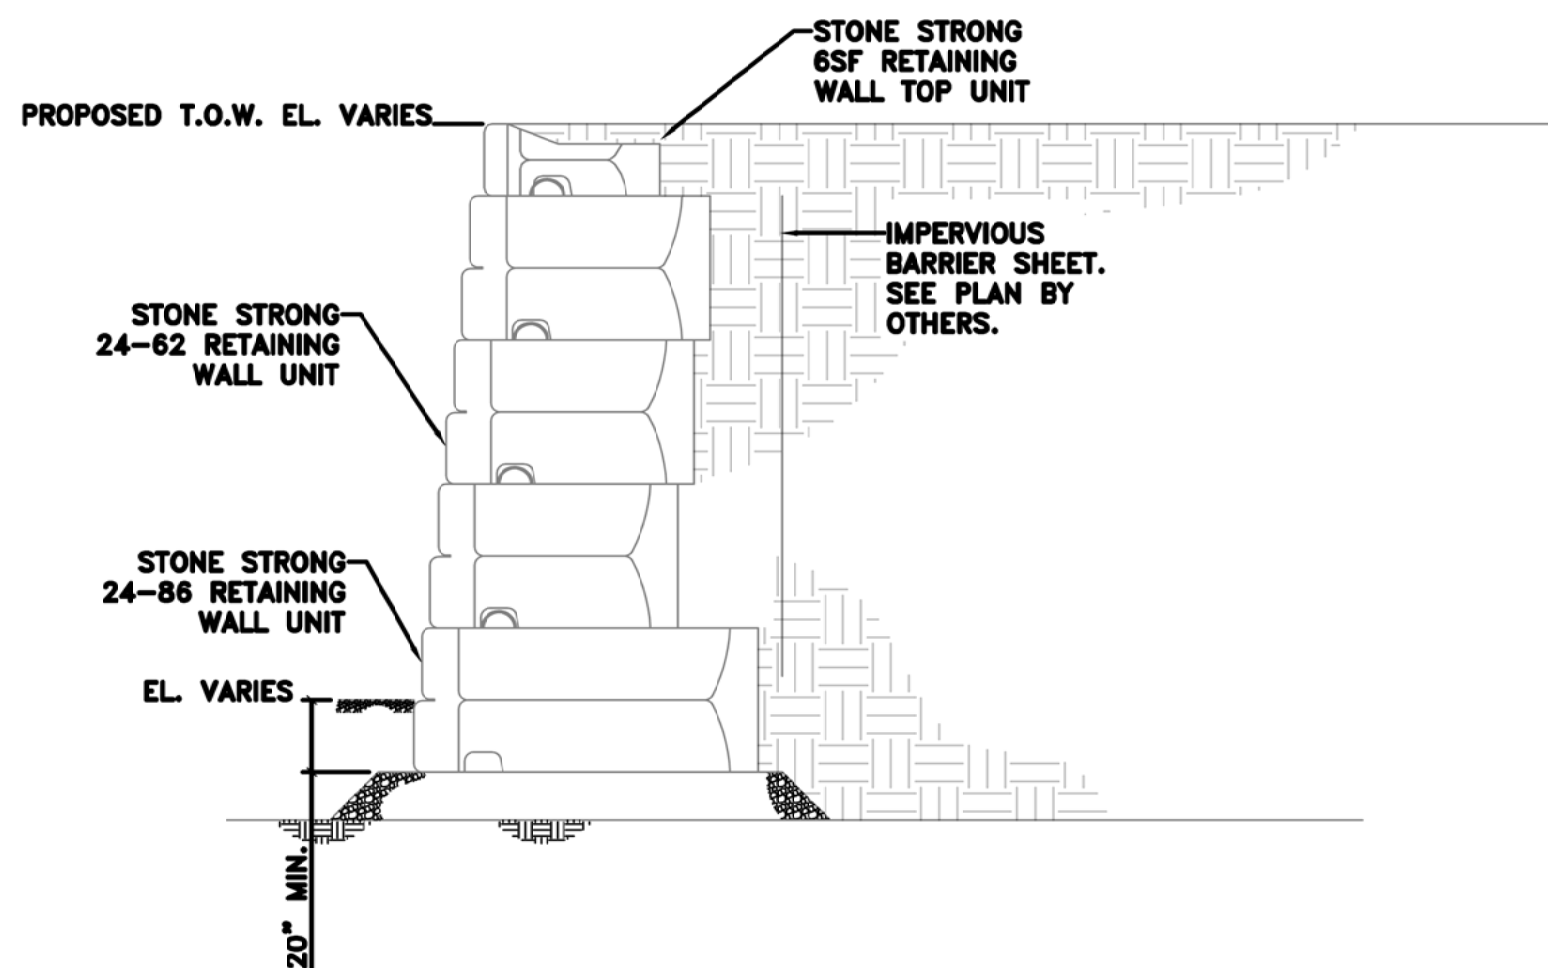 STONE STRONG
6SF RETAINING
WALL TOP UNIT
PROPOSED T.O.W. EL. VARIES
IMPERVIOUS
BARRIER SHEET.
SEE PLAN BY
OTHERS.
STONE STRONG
24-62 RETAINING
WALL UNIT
STONE STRONG
24-86 RETAINING
WALL UNIT
EL. VARIES
20" MIN.